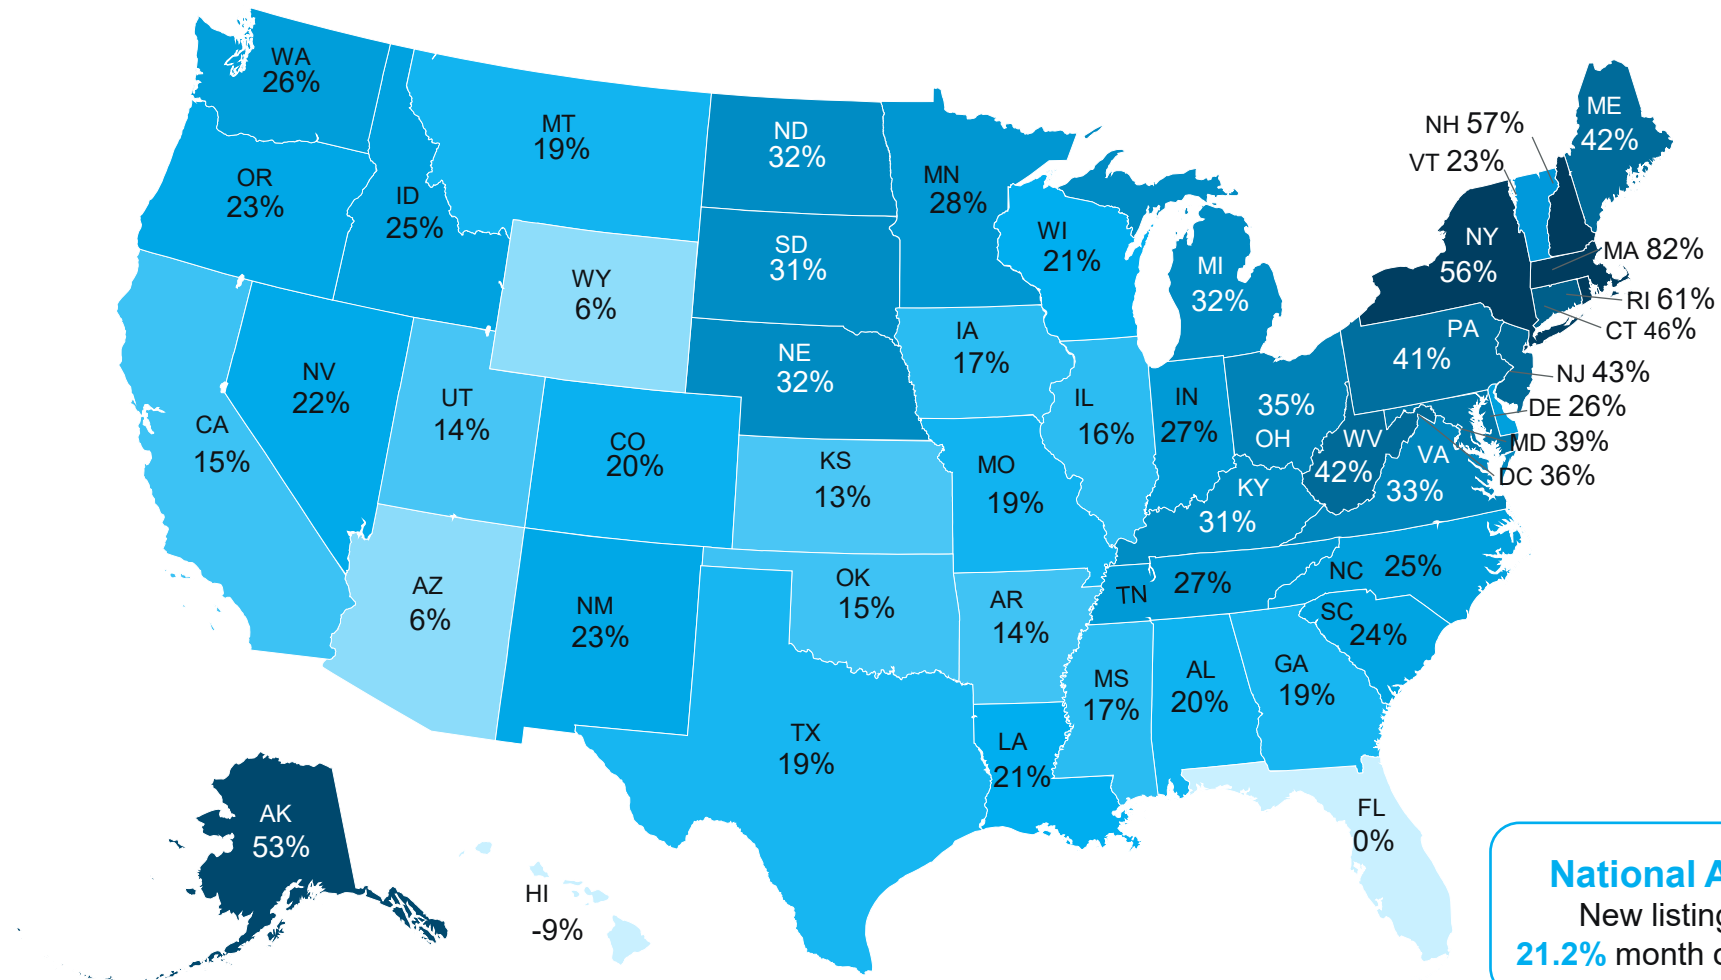 WA
26%
OR
23%
ID
25%
MT
19%
ND
32%
MN
28%
WI
21%
SD
31%
WY
6%
NE
32%
IA
17%
MI
32%
NH 57%
VT 23%
ME
42%
NY
56%
MA 82%
RI 61%
CT 46%
PA
41%
NJ 43%
DE 26%
MD 39%
DC 36%
CA
15%
NV
22%
UT
14%
CO
20%
KS
13%
MO
19%
IL
16%
IN
27%
35%
OH
WV
42%
VA
33%
KY
31%
AZ
6%
NM
23%
OK
15%
AR
14%
TN 27%
NC 25%
SC
24%
TX
19%
LA
21%
MS
17%
AL
20%
GA
19%
FL
0%
AK
53%
HI
-9%
National A
New listing
21.2% month o